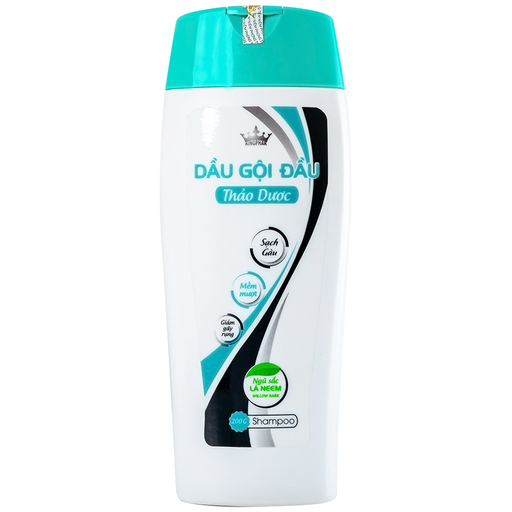 KINGPHAR
DẦU GỘI ĐẦU
Thảo Dược
Sạch
Gàu
Mềm
mượt
Giảm
gãy
rụng
Ngũ sắc
LÁ NEEM
WILLOW BARK
200G
Shampoo